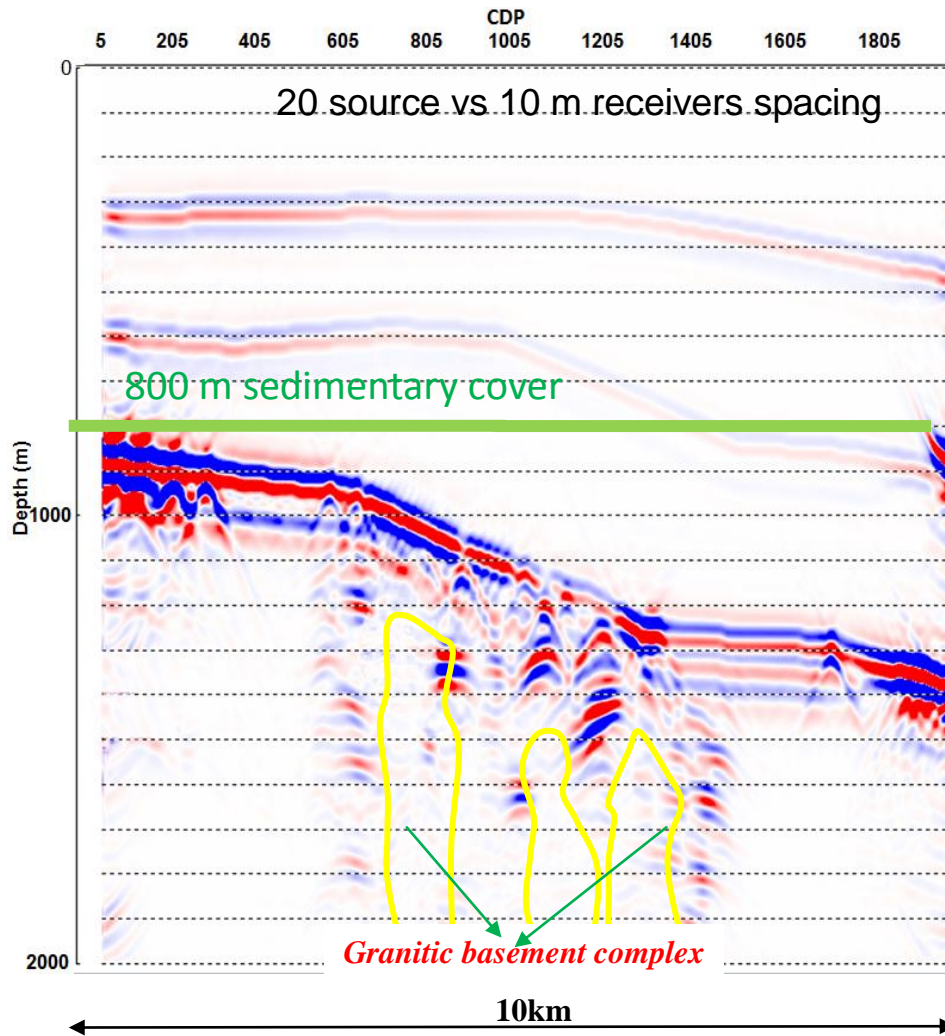 CDP
5 205 405 605 805 1005 1205 1405 1605 1805
0
20 source vs 10 m receivers spacing
800 m sedimentary cover
Depth (m)
1000
2000
Granitic basement complex
10km